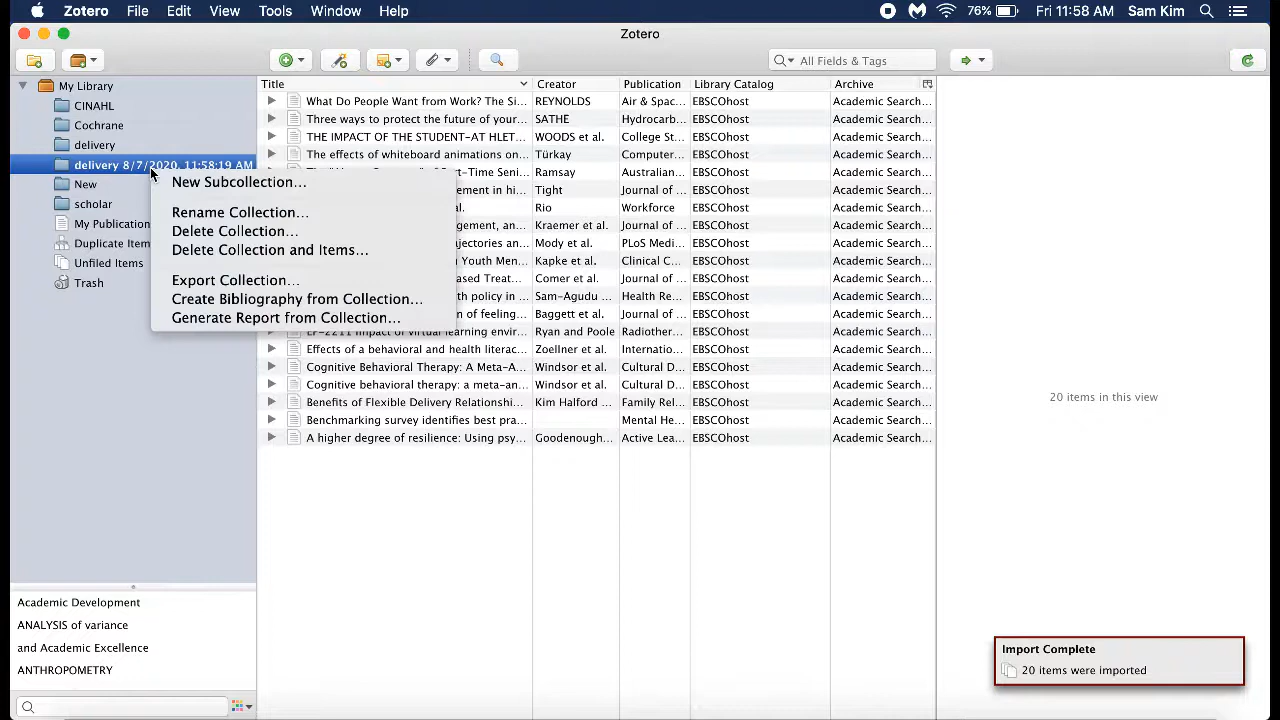 Zotero File Edit View Tools Window Help 76% Fri 11:58 AM Sam Kim
Zotero
All Fields & Tags
My Library
CINAHL
Cochrane
delivery
delivery 8/7/2020, 11:58:19 AM
New
scholar
My Publication
Duplicate Item
Unfiled Items
Trash
New Subcollection...
Rename Collection...
Delete Collection...
Delete Collection and Items...
Export Collection...
Create Bibliography from Collection...
Generate Report from Collection...
Title Creator Publication Library Catalog Archive
What Do People Want from Work? The Si... REYNOLDS Air & Spac... EBSCOhost Academic Search...
Three ways to protect the future of your... SATHE Hydrocarb... EBSCOhost Academic Search...
THE IMPACT OF THE STUDENT-AT HLET... WOODS et al. College St... EBSCOhost Academic Search...
The effects of whiteboard animations on... Türkay Computer... EBSCOhost Academic Search...
Part-Time Seni... Ramsay Australian... EBSCOhost Academic Search...
ement in hi... Tight Journal of ... EBSCOhost Academic Search...
al. Rio Workforce EBSCOhost Academic Search...
gement, an... Kraemer et al. Journal of ... EBSCOhost Academic Search...
ajectories an... Mody et al. PLoS Medi... EBSCOhost Academic Search...
Young Men... Kapke et al. Clinical C... EBSCOhost Academic Search...
ased Treat... Comer et al. Journal of ... EBSCOhost Academic Search...
h policy in ... Sam-Agudu ... Health Re... EBSCOhost Academic Search...
n of feeling... Baggett et al. Journal of ... EBSCOhost Academic Search...
EP-2211 Impact of virtual learning envir... Ryan and Poole Radiother... EBSCOhost Academic Search...
Effects of a behavioral and health literac... Zoellner et al. Internatio... EBSCOhost Academic Search...
Cognitive Behavioral Therapy: A Meta-A... Windsor et al. Cultural D... EBSCOhost Academic Search...
Cognitive behavioral therapy: a meta-an... Windsor et al. Cultural D... EBSCOhost Academic Search...
Benefits of Flexible Delivery Relationshi... Kim Halford ... Family Rel... EBSCOhost Academic Search...
Benchmarking survey identifies best pra... Mental He... EBSCOhost Academic Search...
A higher degree of resilience: Using psy... Goodenough... Active Lea... EBSCOhost Academic Search...
20 items in this view
Academic Development
ANALYSIS of variance
and Academic Excellence
ANTHROPOMETRY
Import Complete
20 items were imported